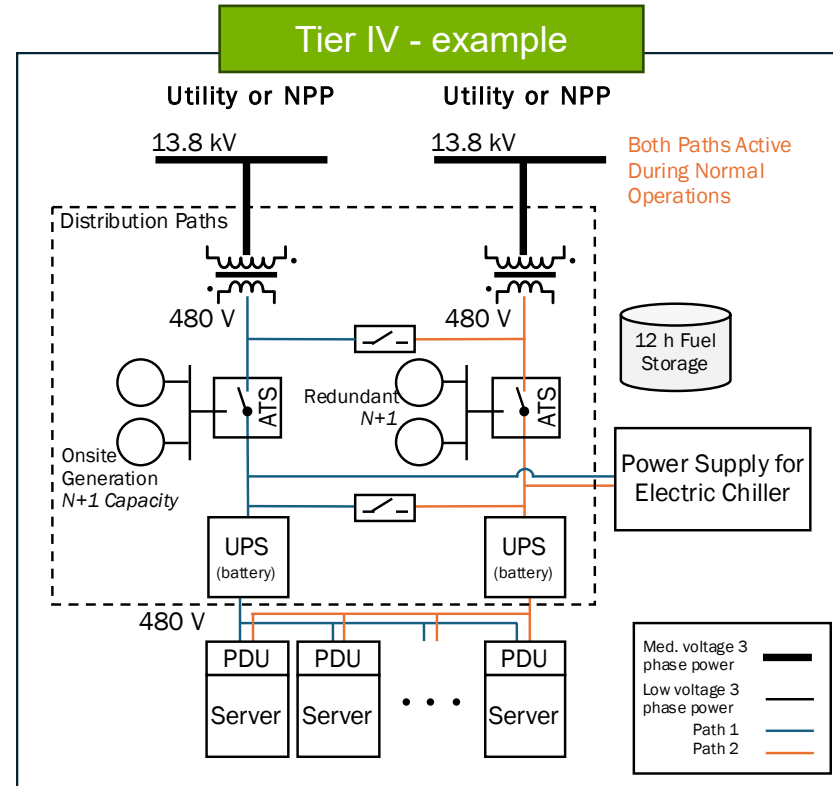 Tier IV - example
Utility or NPP
Utility or NPP
13.8 kV
13.8 kV
Both Paths Active
During Normal
Operations
Distribution Paths
480 V
480 V
12 h Fuel
Storage
ATS
Redundant
N+1
ATS
Onsite
Generation
N+1 Capacity
Power Supply for
Electric Chiller
UPS
(battery)
UPS
(battery)
480 V
PDU
PDU
PDU
Server
Server
• • •
Server
Med. voltage 3
phase power
Low voltage 3
phase power
Path 1
Path 2